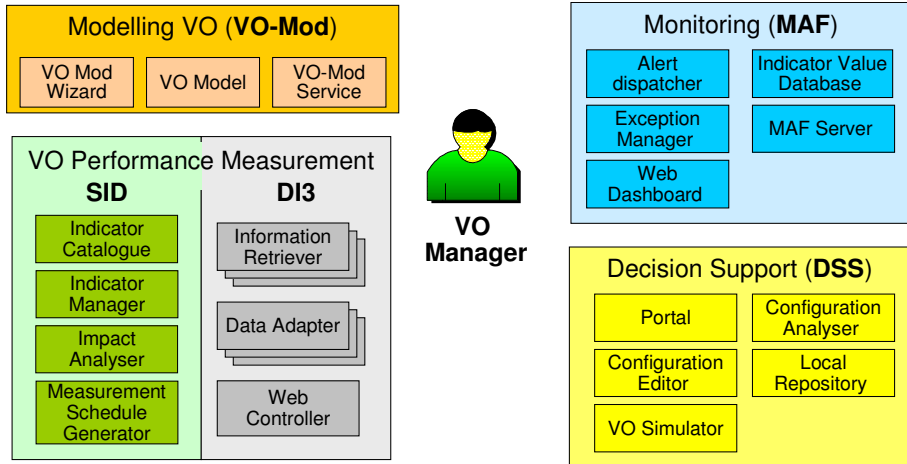 Modelling VO (VO-Mod)
VO Mod
Wizard
VO Model
VO-Mod
Service
VO Performance Measurement
SID
DI3
Indicator
Catalogue
Indicator
Manager
Impact
Analyser
Measurement
Schedule
Generator
Information
Retriever
Data Adapter
Web
Controller
VO
Manager
Monitoring (MAF)
Alert
dispatcher
Indicator Value
Database
Exception
Manager
MAF Server
Web
Dashboard
Decision Support (DSS)
Portal
Configuration
Analyser
Configuration
Editor
Local
Repository
VO Simulator